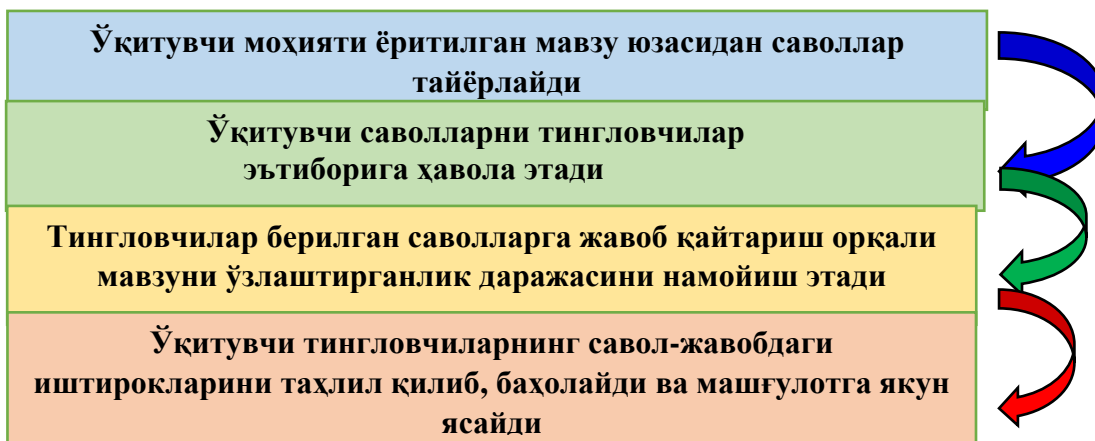 Ўқитувчи моҳияти ёритилган мавзу юзасидан саволлар
тайёрлайди
Ўқитувчи саволларни тингловчилар
эътиборига ҳавола этади
Тингловчилар берилган саволларга жавоб қайтариш орқали
мавзуни ўзлаштирганлик даражасини намойиш этади
Ўқитувчи тингловчиларнинг савол-жавобдаги
иштирокларини таҳлил қилиб, баҳолайди ва машғулотга якун
ясайди